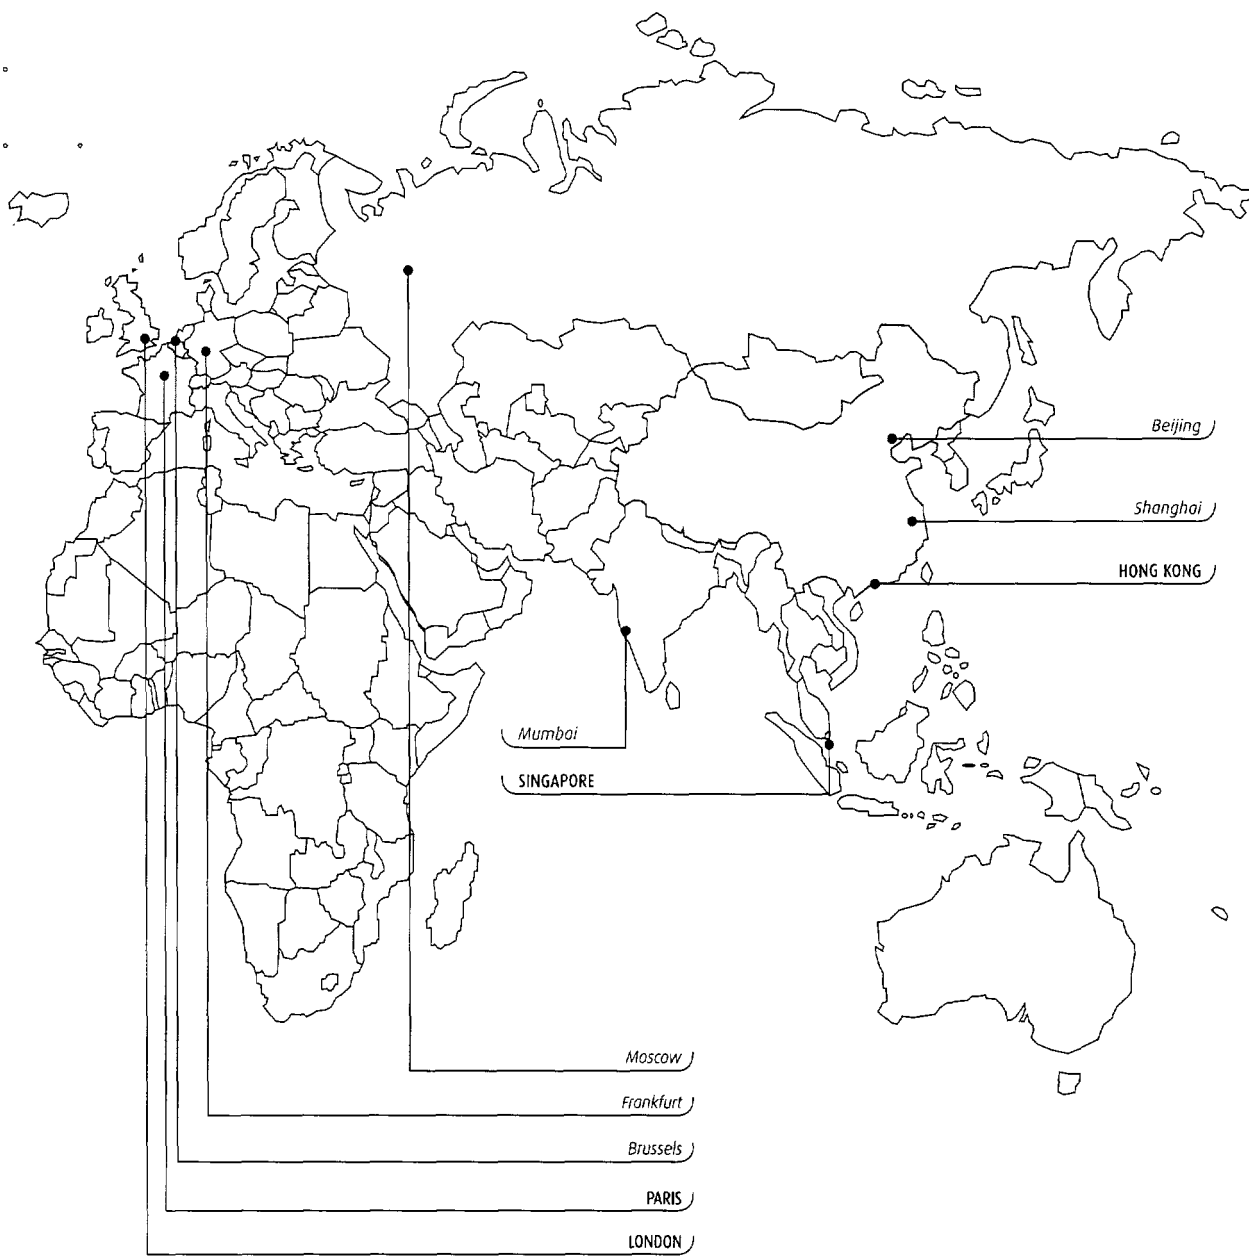 Beijing
Shanghai
HONG KONG
Mumbai
SINGAPORE
Moscow
Frankfurt
Brussels
PARIS
LONDON